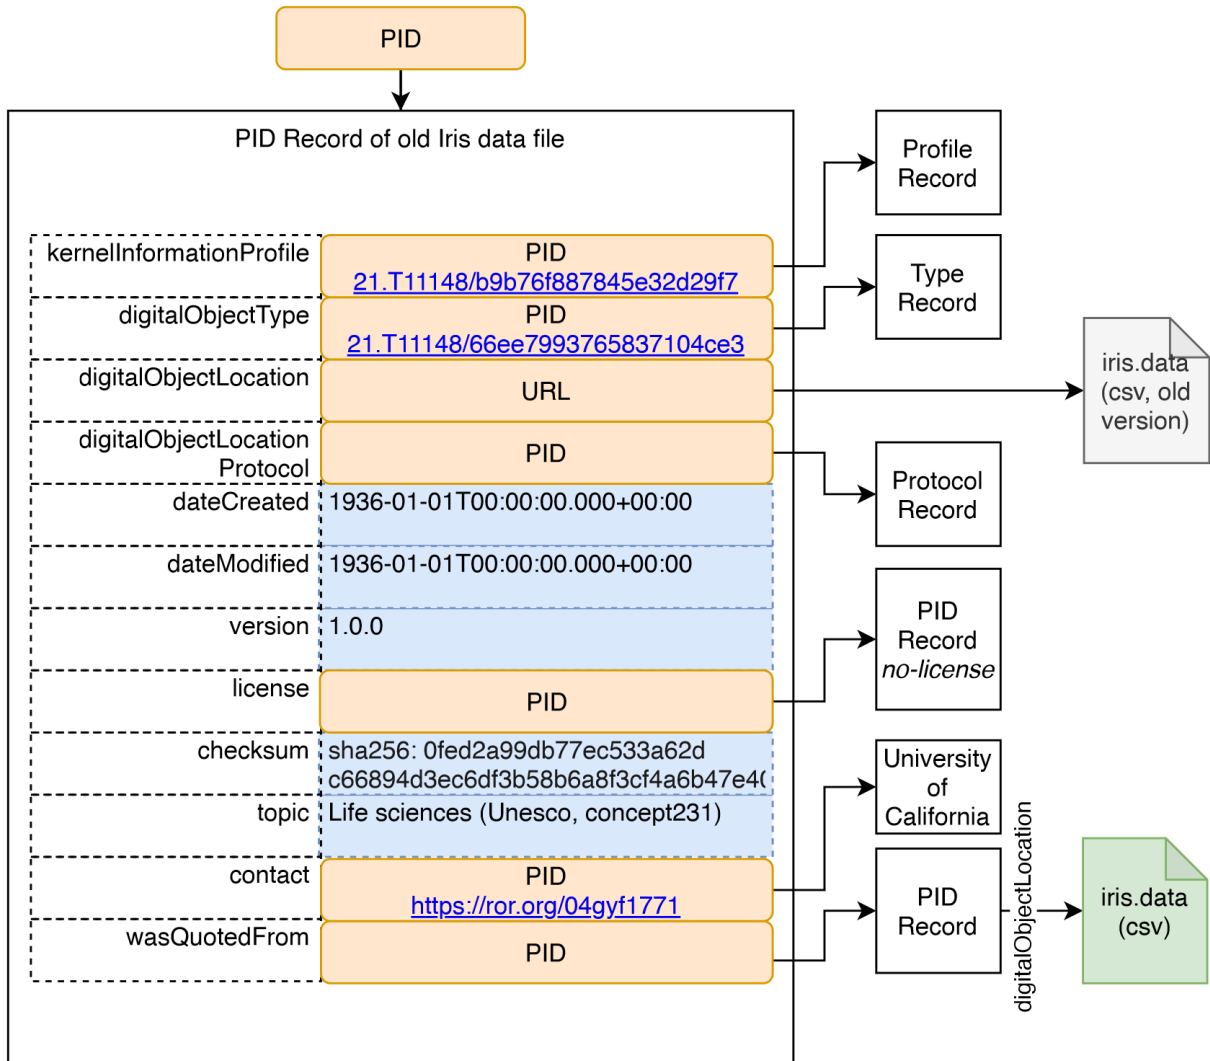 PID
PID Record of old Iris data file
kernelInformationProfile
PID
21.T11148/b9b76f887845e32d29f7
digitalObjectType
PID
21.T11148/66ee7993765837104ce3
digitalObjectLocation
URL
digitalObjectLocation
Protocol
PID
dateCreated
1936-01-01T00:00:00.000+00:00
dateModified
1936-01-01T00:00:00.000+00:00
version
1.0.0
license
PID
checksum
sha256: 0fed2a99db77ec533a62d
c66894d3ec6df3b58b6a8f3cf4a6b47e40
topic
Life sciences (Unesco, concept231)
contact
PID
https://ror.org/04gyf1771
wasQuotedFrom
PID
Profile
Record
Type
Record
iris.data
(csv, old
version)
Protocol
Record
PID
Record
no-license
University
of
California
PID
Record
digitalObjectLocation
iris.data
(csv)